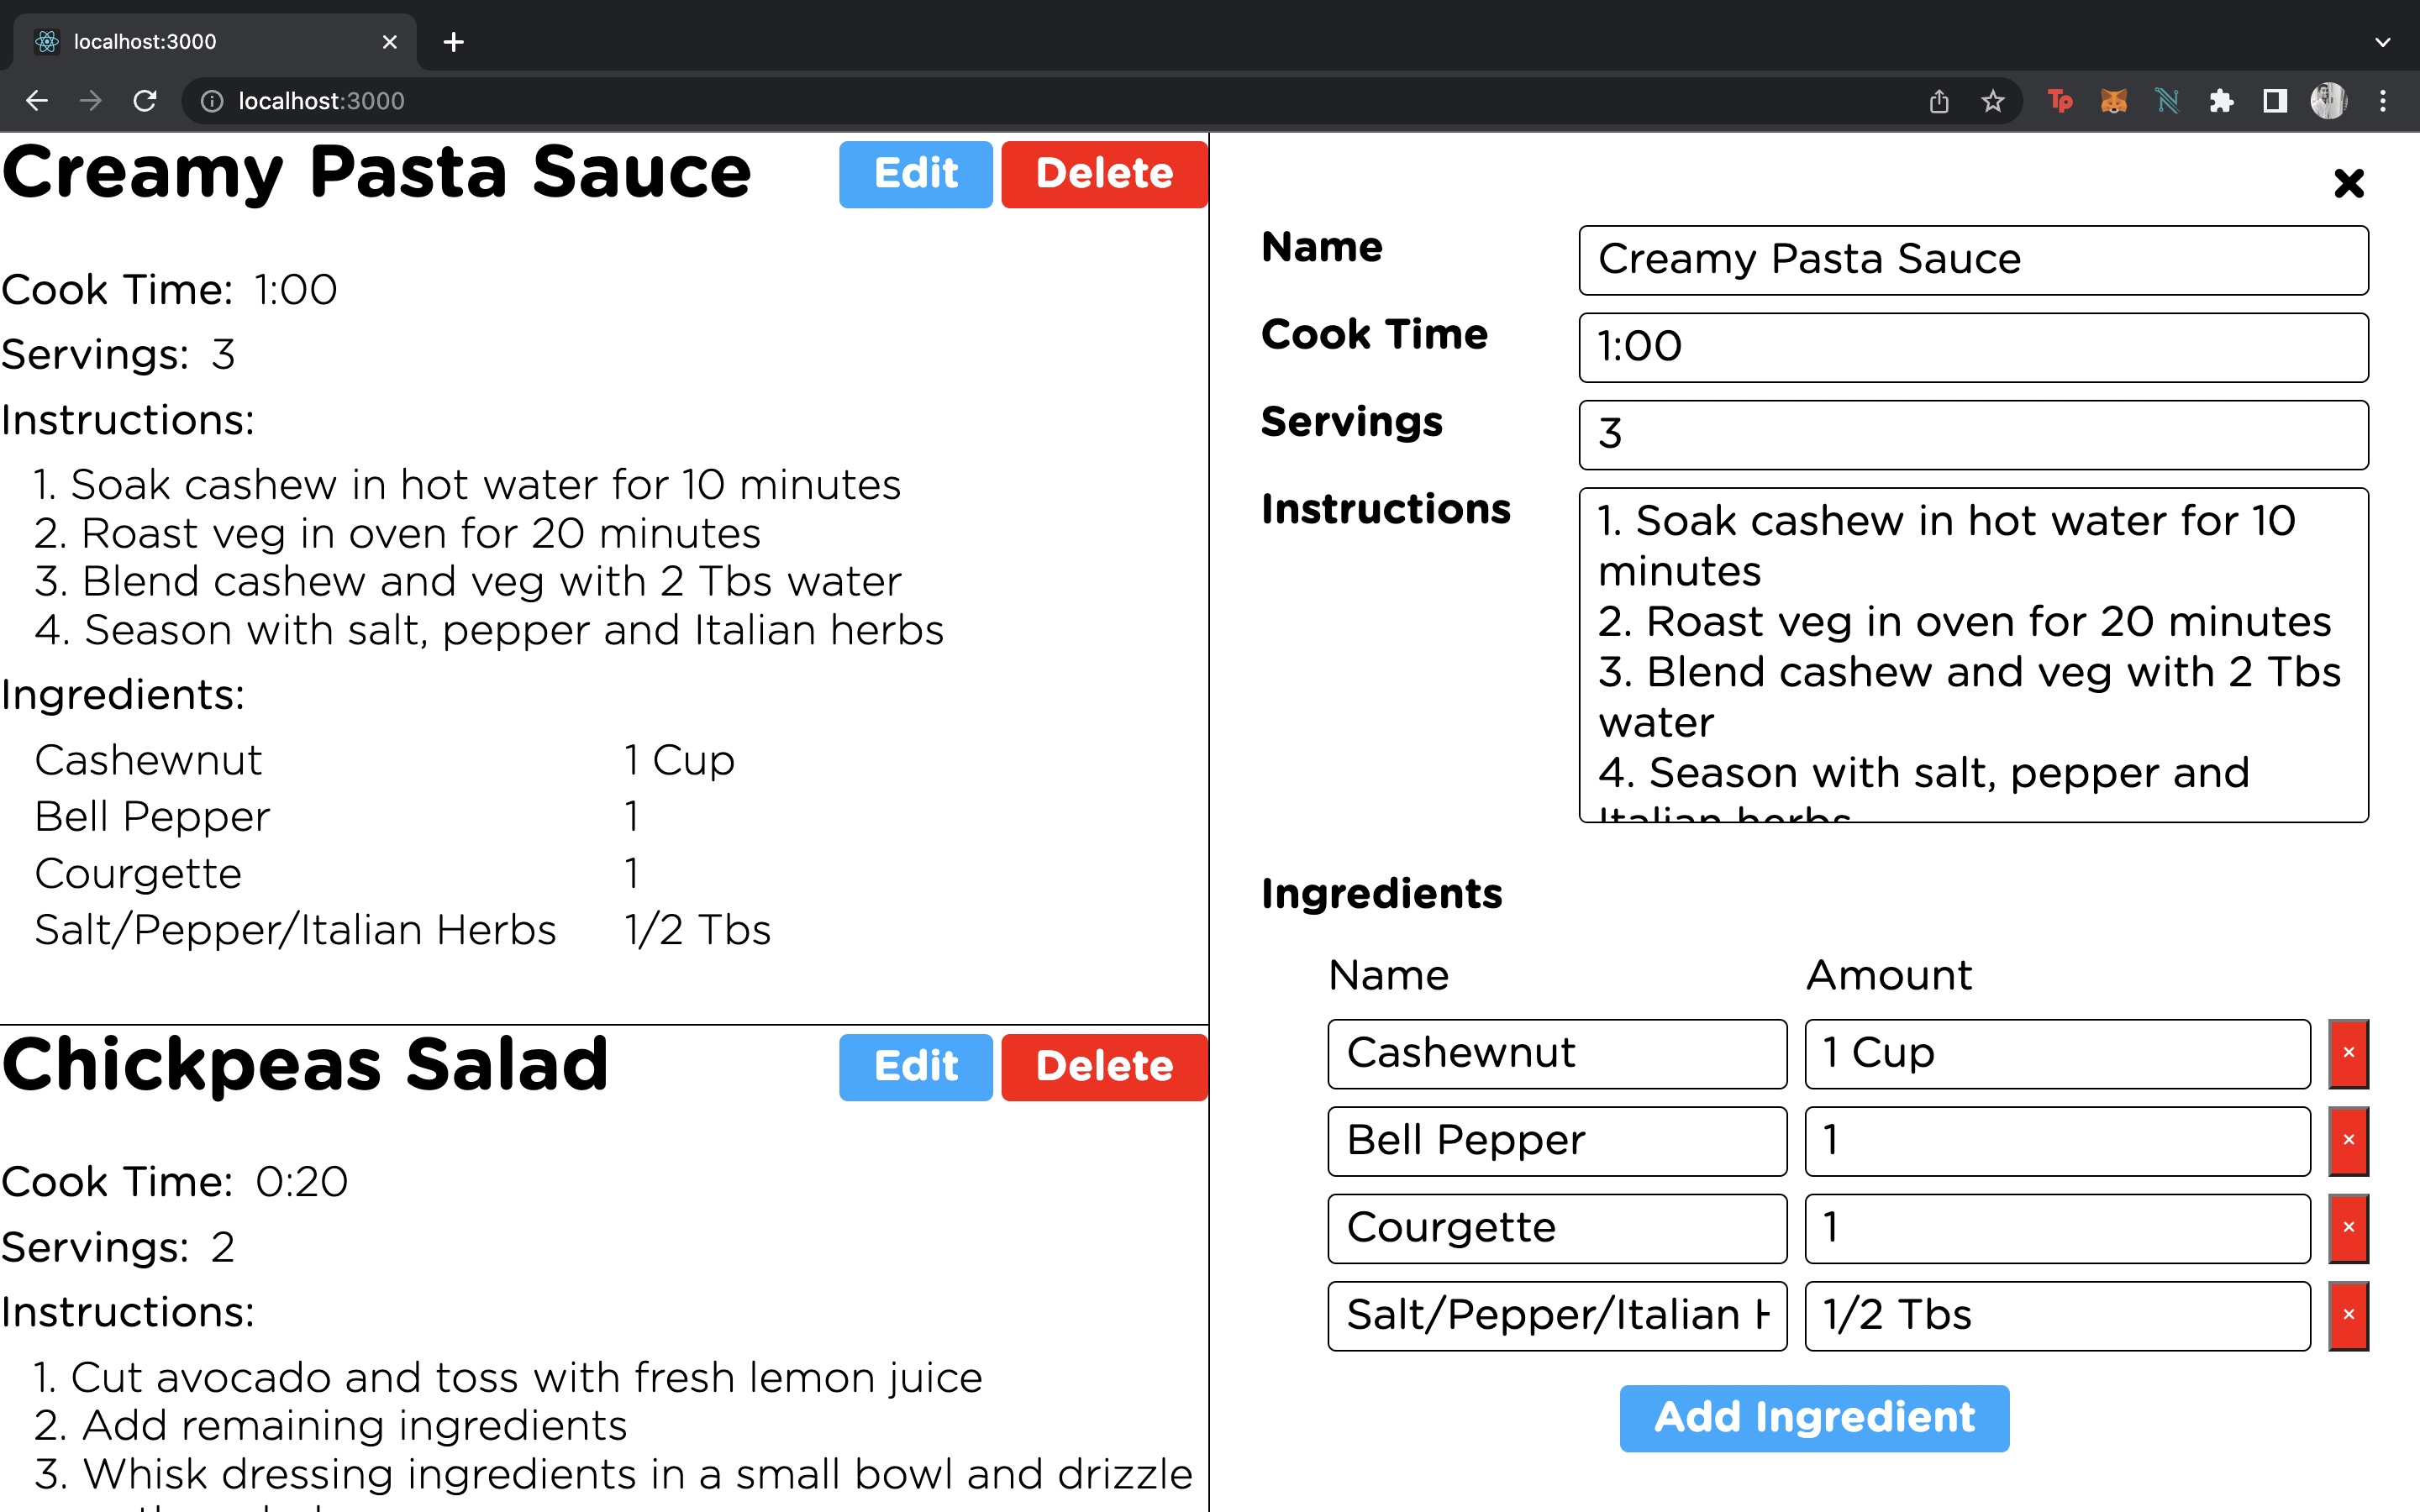 localhost:3000
localhost:3000
Creamy Pasta Sauce
Edit
Delete
Cook Time: 1:00
Servings: 3
Instructions:
1. Soak cashew in hot water for 10 minutes
2. Roast veg in oven for 20 minutes
3. Blend cashew and veg with 2 Tbs water
4. Season with salt, pepper and Italian herbs
Ingredients:
Cashewnut 1 Cup
Bell Pepper 1
Courgette 1
Salt/Pepper/Italian Herbs 1/2 Tbs
Chickpeas Salad
Edit
Delete
Cook Time: 0:20
Servings: 2
Instructions:
1. Cut avocado and toss with fresh lemon juice
2. Add remaining ingredients
3. Whisk dressing ingredients in a small bowl and drizzle
Name
Creamy Pasta Sauce
Cook Time
1:00
Servings
3
Instructions
1. Soak cashew in hot water for 10
minutes
2. Roast veg in oven for 20 minutes
3. Blend cashew and veg with 2 Tbs
water
4. Season with salt, pepper and
Italian herbs
Ingredients
Name Amount
Cashewnut 1 Cup ×
Bell Pepper 1 ×
Courgette 1 ×
Salt/Pepper/Italian 1/2 Tbs ×
Add Ingredient